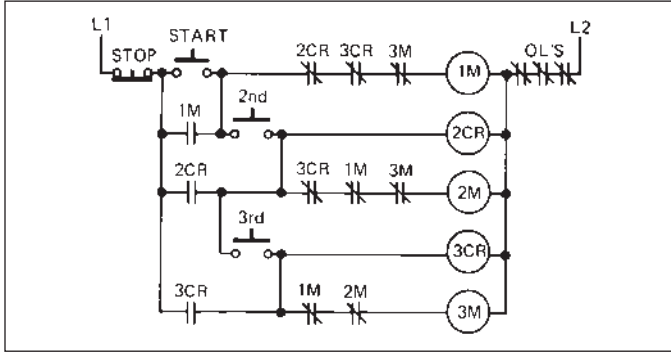 L1 STOP START 2CR 3CR 3M 1M OL'S L2
1M 2nd 2CR
2CR 3CR 1M 3M 2M
3rd 3CR
3CR 1M 2M 3M